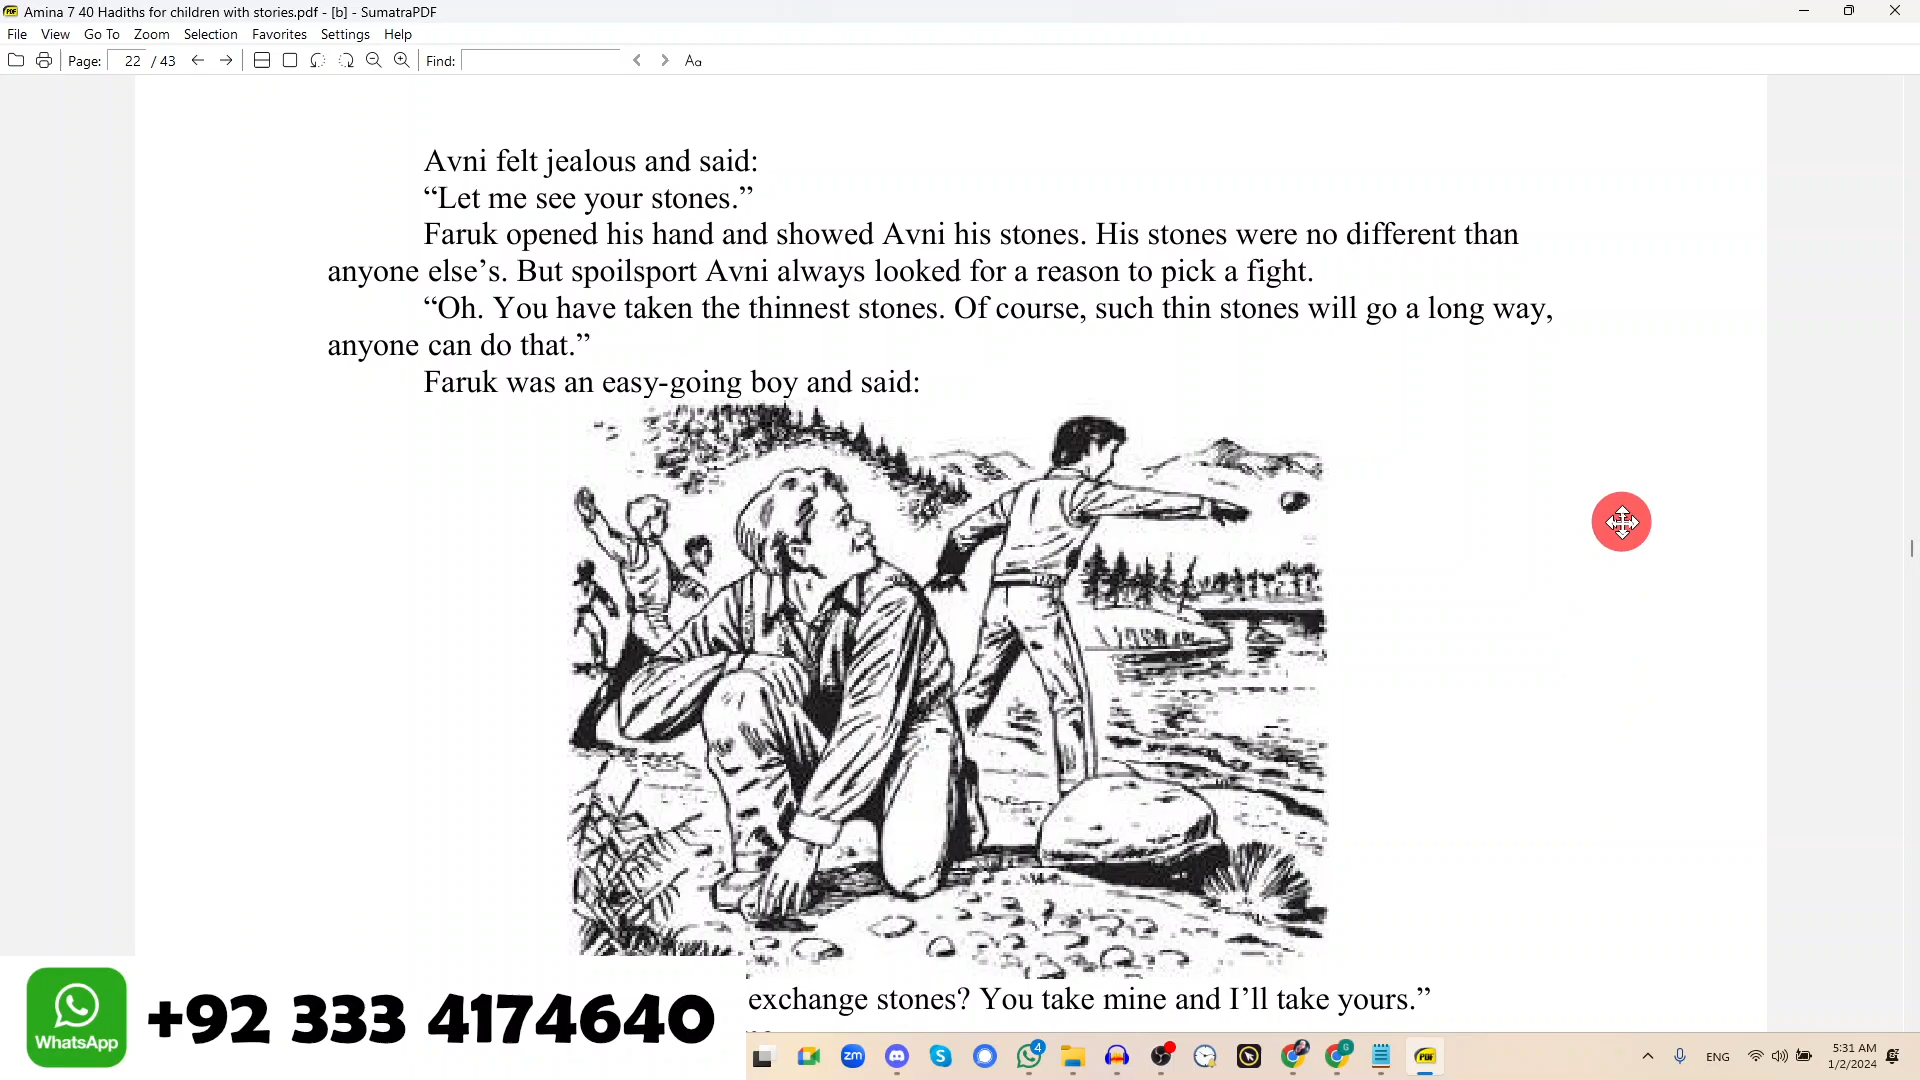 Amina 7 40 Hadiths for children with stories.pdf - [b] - SumatraPDF
File View Go To Zoom Selection Favorites Settings Help
Page: 22 / 43 Find: Aa
Avni felt jealous and said:
“Let me see your stones.”
Faruk opened his hand and showed Avni his stones. His stones were no different than
anyone else’s. But spoilsport Avni always looked for a reason to pick a fight.
“Oh. You have taken the thinnest stones. Of course, such thin stones will go a long way,
anyone can do that.”
Faruk was an easy-going boy and said:
exchange stones? You take mine and I’ll take yours.”
WhatsApp
+92 333 4174640
zm
4
G
PDF
ENG
5:31 AM
1/2/2024